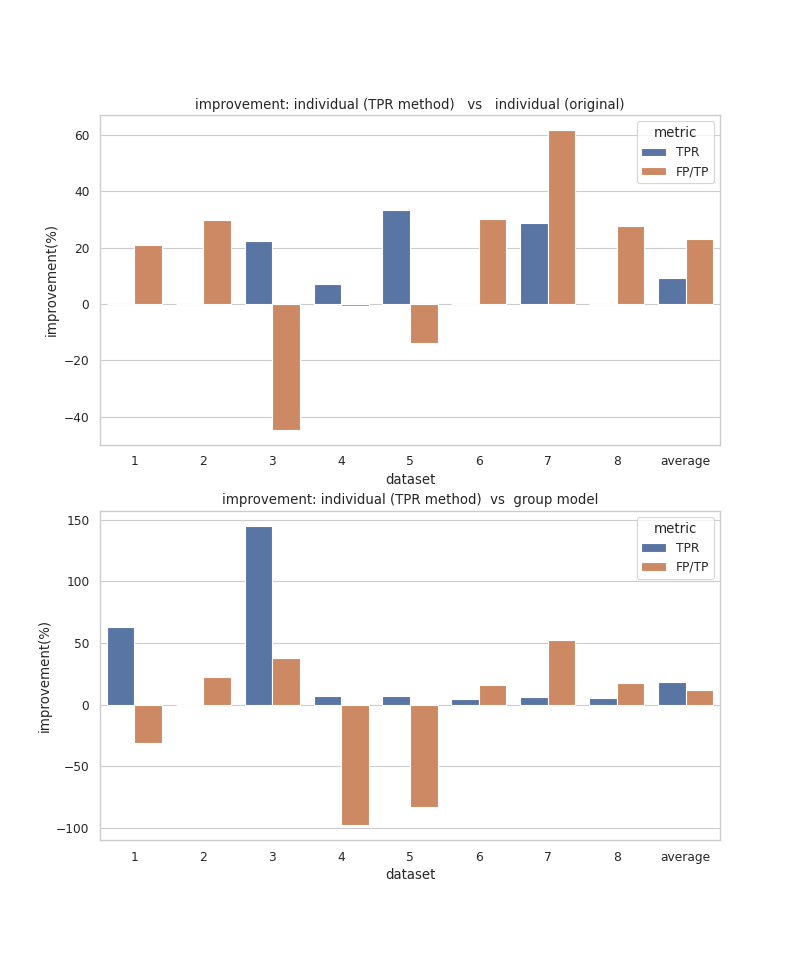 improvement: individual (TPR method)   vs   individual (original)
metric
TPR
FP/TP
60
40
20
0
−20
−40
improvement(%)
1 2 3 4 5 6 7 8 average
dataset
improvement: individual (TPR method)  vs  group model
metric
TPR
FP/TP
150
100
50
0
−50
−100
improvement(%)
1 2 3 4 5 6 7 8 average
dataset